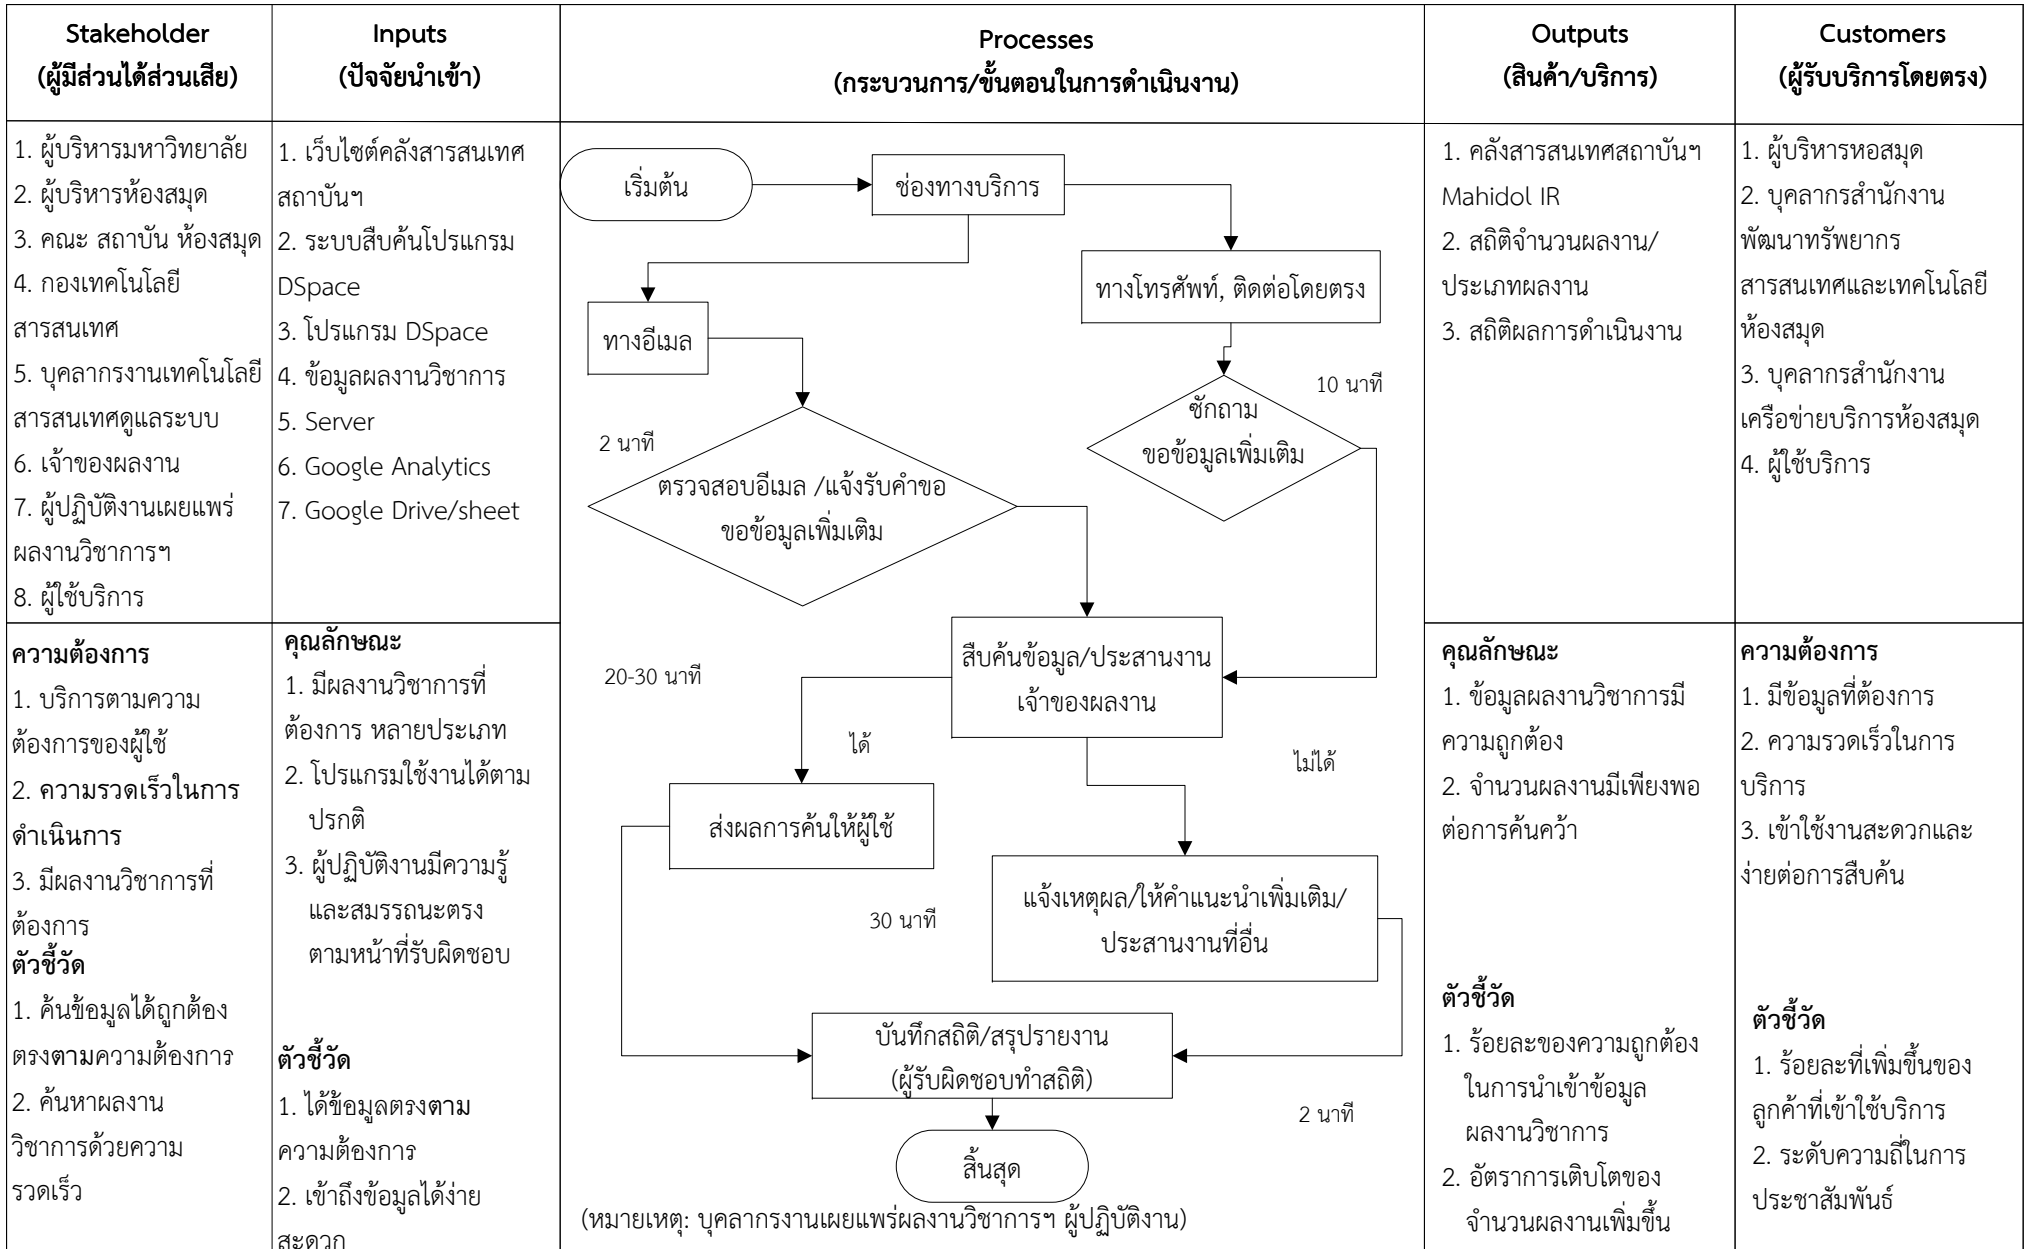 Stakeholder
(ผู้มีส่วนได้ส่วนเสีย)
Inputs
(ปัจจัยนำเข้า)
Processes
(กระบวนการ/ขั้นตอนในการดำเนินงาน)
Outputs
(สินค้า/บริการ)
Customers
(ผู้รับบริการโดยตรง)
1. ผู้บริหารมหาวิทยาลัย
2. ผู้บริหารห้องสมุด
3. คณะ สถาบัน ห้องสมุด
4. กองเทคโนโลยี
สารสนเทศ
5. บุคลากรงานเทคโนโลยี
สารสนเทศดูแลระบบ
6. เจ้าของผลงาน
7. ผู้ปฏิบัติงานเผยแพร่
ผลงานวิชาการฯ
8. ผู้ใช้บริการ
1. เว็บไซต์คลังสารสนเทศ
สถาบันฯ
2. ระบบสืบค้นโปรแกรม
DSpace
3. โปรแกรม DSpace
4. ข้อมูลผลงานวิชาการ
5. Server
6. Google Analytics
7. Google Drive/sheet
เริ่มต้น
ช่องทางบริการ
ทางโทรศัพท์, ติดต่อโดยตรง
ทางอีเมล
10 นาที
ซักถาม
ขอข้อมูลเพิ่มเติม
2 นาที
ตรวจสอบอีเมล /แจ้งรับคำขอ
ขอข้อมูลเพิ่มเติม
สืบค้นข้อมูล/ประสานงาน
เจ้าของผลงาน
20-30 นาที
ได้
ไม่ได้
ส่งผลการค้นให้ผู้ใช้
แจ้งเหตุผล/ให้คำแนะนำเพิ่มเติม/
ประสานงานที่อื่น
30 นาที
บันทึกสถิติ/สรุปรายงาน
(ผู้รับผิดชอบทำสถิติ)
2 นาที
สิ้นสุด
(หมายเหตุ: บุคลากรงานเผยแพร่ผลงานวิชาการฯ ผู้ปฏิบัติงาน)
1. คลังสารสนเทศสถาบันฯ
Mahidol IR
2. สถิติจำนวนผลงาน/
ประเภทผลงาน
3. สถิติผลการดำเนินงาน
1. ผู้บริหารหอสมุด
2. บุคลากรสำนักงาน
พัฒนาทรัพยากร
สารสนเทศและเทคโนโลยี
ห้องสมุด
3. บุคลากรสำนักงาน
เครือข่ายบริการห้องสมุด
4. ผู้ใช้บริการ
ความต้องการ
1. บริการตามความ
ต้องการของผู้ใช้
2. ความรวดเร็วในการ
ดำเนินการ
3. มีผลงานวิชาการที่
ต้องการ
ตัวชี้วัด
1. ค้นข้อมูลได้ถูกต้อง
ตรงตามความต้องการ
2. ค้นหาผลงาน
วิชาการด้วยความ
รวดเร็ว
คุณลักษณะ
1. มีผลงานวิชาการที่
ต้องการ หลายประเภท
2. โปรแกรมใช้งานได้ตาม
ปรกติ
3. ผู้ปฏิบัติงานมีความรู้
และสมรรถนะตรง
ตามหน้าที่รับผิดชอบ
ตัวชี้วัด
1. ได้ข้อมูลตรงตาม
ความต้องการ
2. เข้าถึงข้อมูลได้ง่าย
สะดวก
คุณลักษณะ
1. ข้อมูลผลงานวิชาการมี
ความถูกต้อง
2. จำนวนผลงานมีเพียงพอ
ต่อการค้นคว้า
ตัวชี้วัด
1. ร้อยละของความถูกต้อง
ในการนำเข้าข้อมูล
ผลงานวิชาการ
2. อัตราการเติบโตของ
จำนวนผลงานเพิ่มขึ้น
ความต้องการ
1. มีข้อมูลที่ต้องการ
2. ความรวดเร็วในการ
บริการ
3. เข้าใช้งานสะดวกและ
ง่ายต่อการสืบค้น
ตัวชี้วัด
1. ร้อยละที่เพิ่มขึ้นของ
ลูกค้าที่เข้าใช้บริการ
2. ระดับความถี่ในการ
ประชาสัมพันธ์